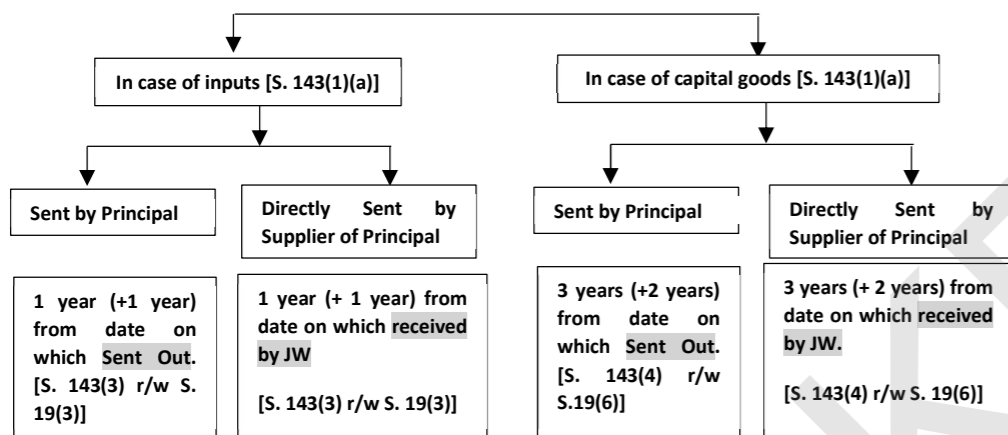 In case of inputs [S. 143(1)(a)]
In case of capital goods [S. 143(1)(a)]
Sent by Principal
Directly Sent by
Supplier of Principal
Sent by Principal
Directly Sent by
Supplier of Principal
1 year (+1 year)
from date on
which Sent Out.
[S. 143(3) r/w S.
19(3)]
1 year (+ 1 year) from
date on which received
by JW
[S. 143(3) r/w S. 19(3)]
3 years (+2 years)
from date on
which Sent Out.
[S. 143(4) r/w
S.19(6)]
3 years (+ 2 years) from
date on which received
by JW.
[S. 143(4) r/w S. 19(6)]